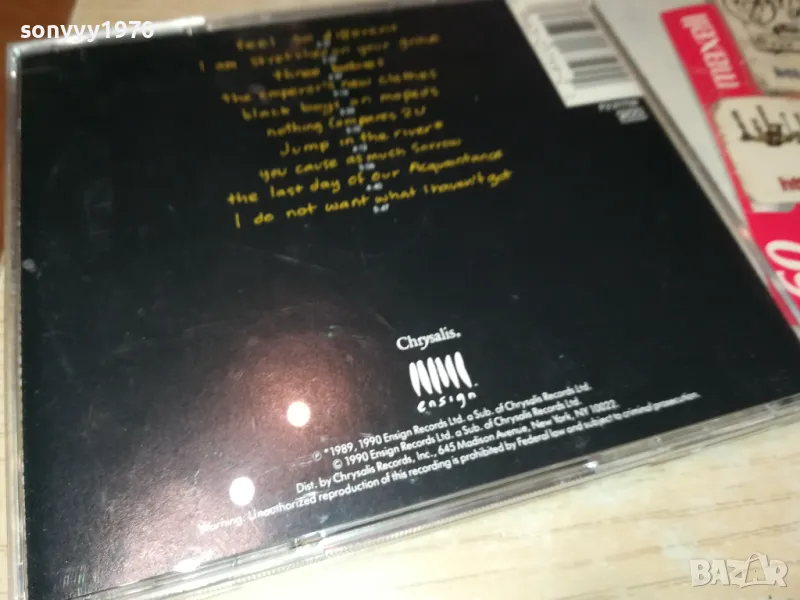 sonvvy1976
feel so different
I am stretched on your grave
three babies
the emperor's new clothes
black boys on mopeds
nothing compares 2U
Jump in the river*
you cause as much sorrow
the last day of our Acquaintance
I do not want what I haven't got
maxell
60
Chrysalis.
ensign
℗ *1989, 1990 Ensign Records Ltd. a Sub. of Chrysalis Records Ltd.
© 1990 Ensign Records Ltd. a Sub. of Chrysalis Records Ltd.
Dist. by Chrysalis Records, Inc., 645 Madison Avenue, New York, NY 10022.
Warning: Unauthorized reproduction of this recording is prohibited by Federal law and subject to criminal prosecution.
BAZAR